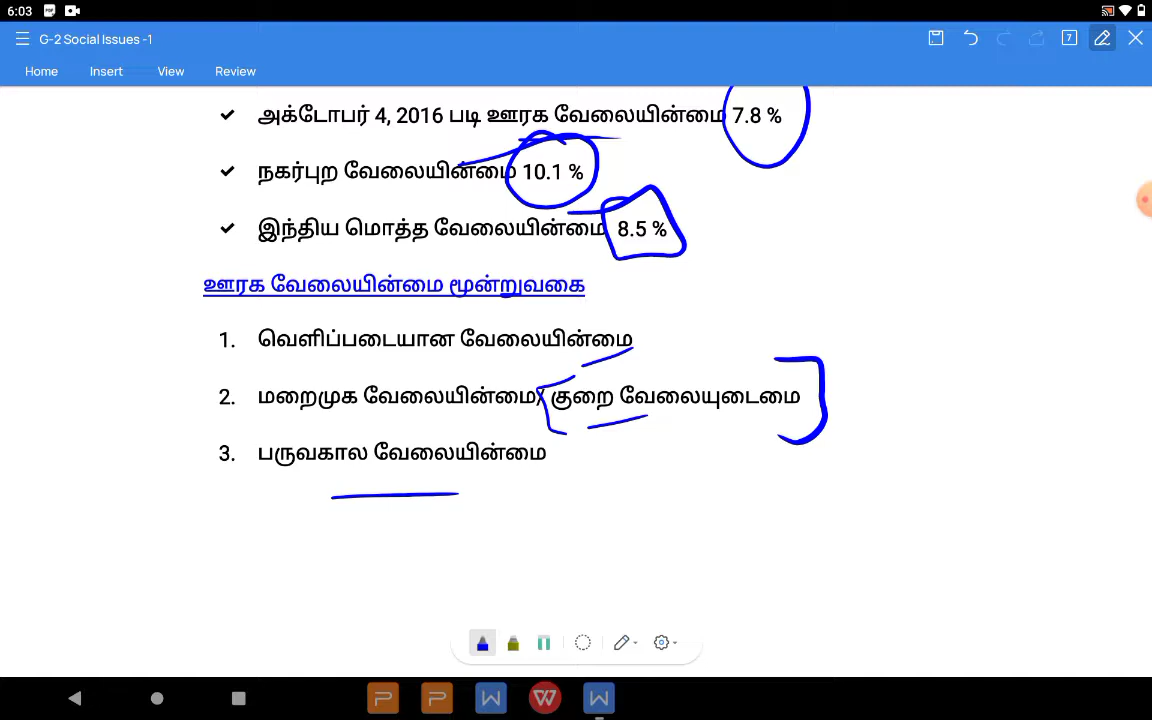 6:03
G-2 Social Issues -1
7
Home Insert View Review
✓ அக்டோபர் 4, 2016 படி ஊரக வேலையின்மை 7.8 %
✓ நகர்புற வேலையின்மை 10.1 %
✓ இந்திய மொத்த வேலையின்மை 8.5 %
ஊரக வேலையின்மை மூன்றுவகை
1. வெளிப்படையான வேலையின்மை
2. மறைமுக வேலையின்மை/ குறை வேலையுடைமை
3. பருவகால வேலையின்மை